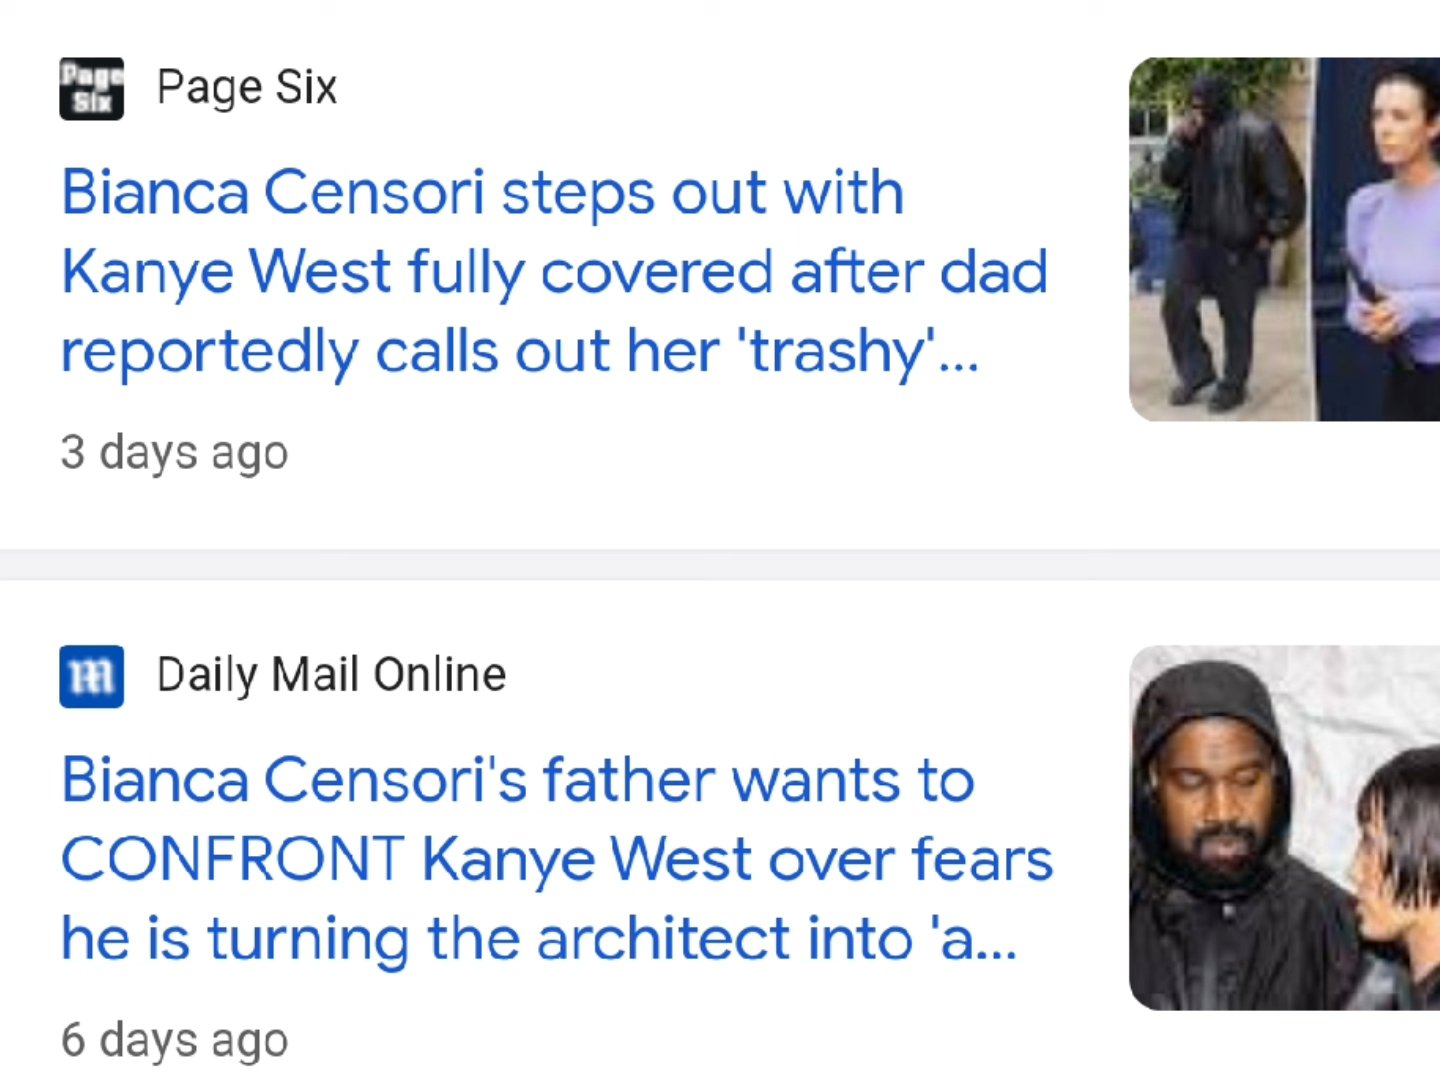 Page Six
Page Six
Bianca Censori steps out with
Kanye West fully covered after dad
reportedly calls out her 'trashy'...
3 days ago
m
Daily Mail Online
Bianca Censori's father wants to
CONFRONT Kanye West over fears
he is turning the architect into 'a...
6 days ago